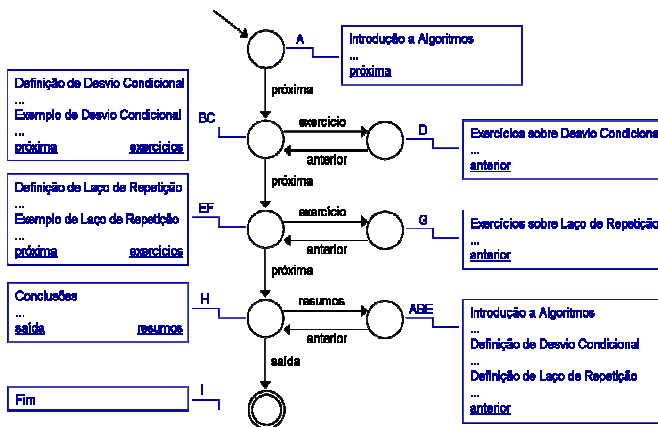 A
Introdução a Algoritmos
...
próxima
próxima
Definição de Desvio Condicional
...
Exemplo de Desvio Condicional
...
próxima exercícios
BC
exercício
anterior
D
Exercícios sobre Desvio Condiciona
...
anterior
próxima
Definição de Laço de Repetição
...
Exemplo de Laço de Repetição
...
próxima exercícios
EF
exercício
anterior
G
Exercícios sobre Laço de Repetição
...
anterior
próxima
Conclusões
...
saída resumos
H
resumos
anterior
ABE
Introdução a Algoritmos
...
Definição de Desvio Condicional
...
Definição de Laço de Repetição
...
anterior
saída
I
Fim